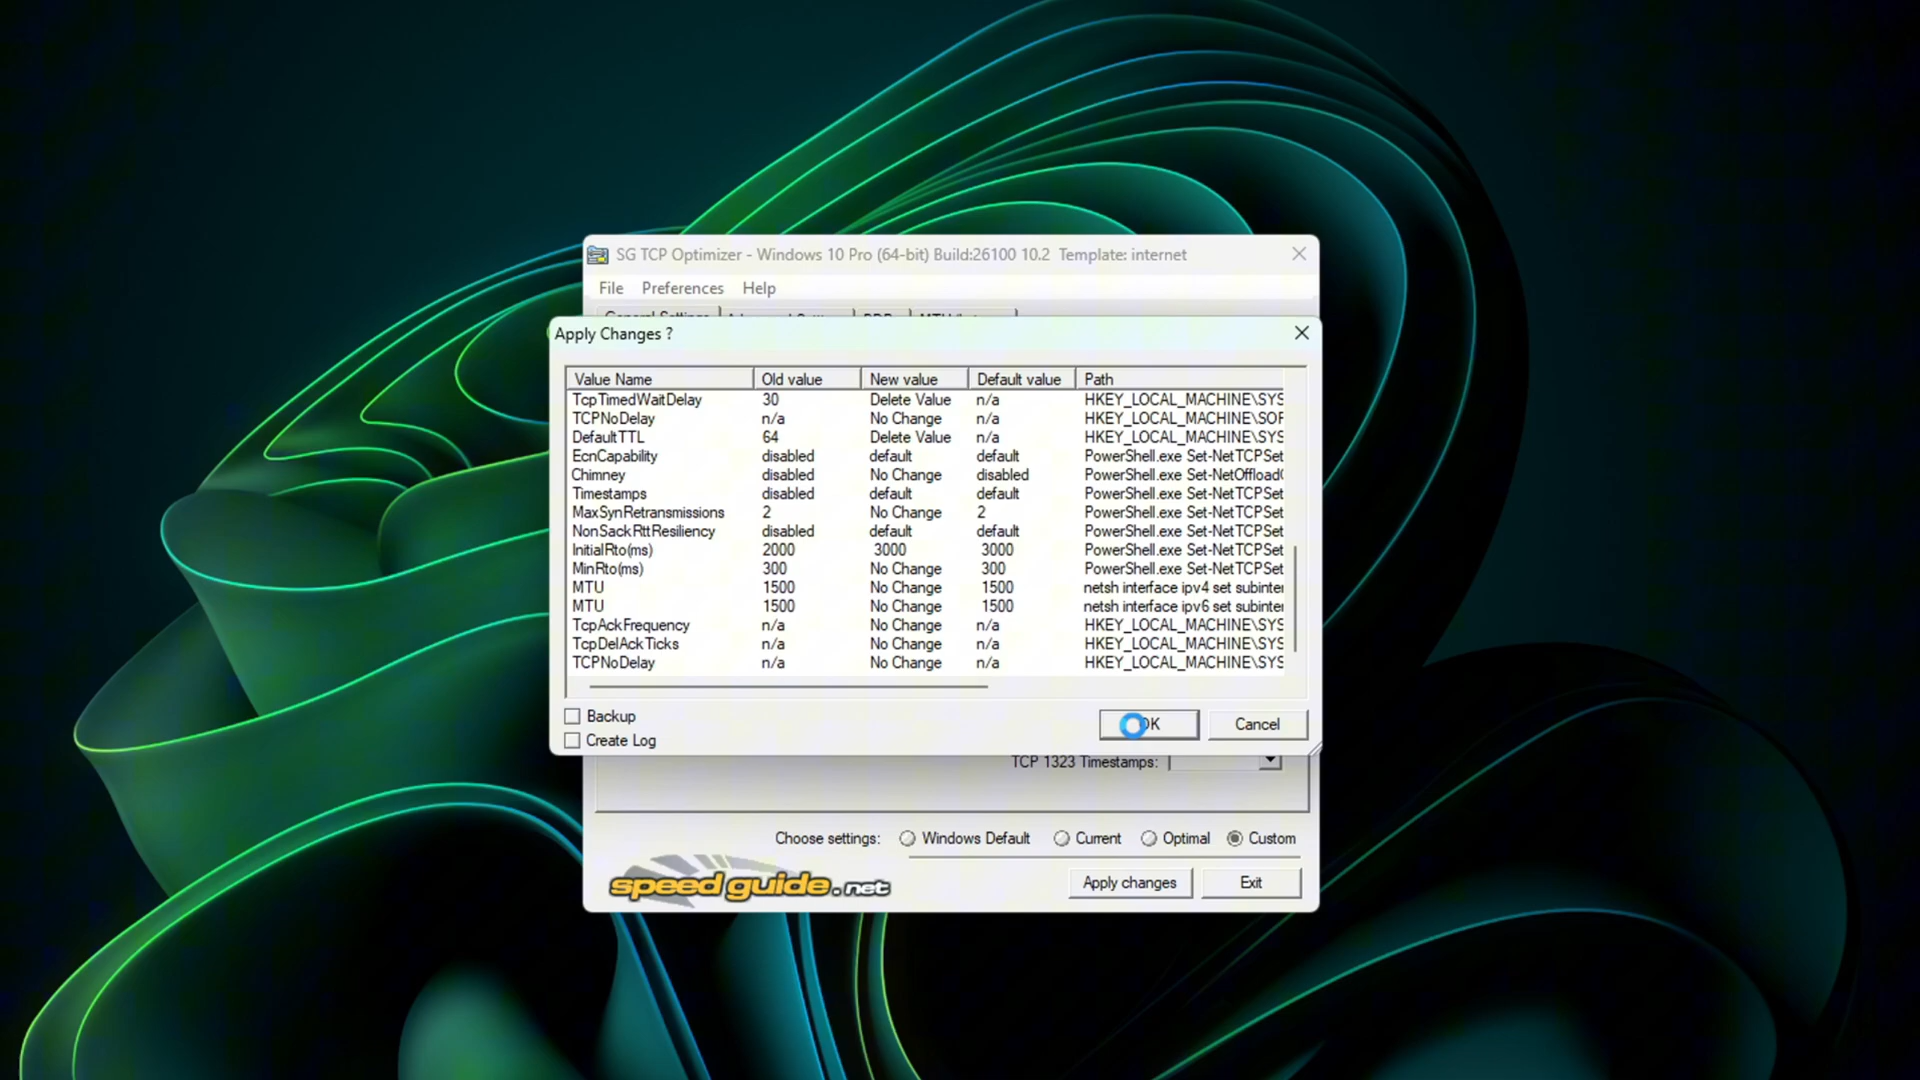 SG TCP Optimizer - Windows 10 Pro (64-bit) Build:26100 10.2 Template: internet
File Preferences Help
General Settings
Apply Changes ?
Value Name Old value New value Default value Path
TcpTimedWaitDelay 30 Delete Value n/a HKEY_LOCAL_MACHINE\SYS
TCPNoDelay n/a No Change n/a HKEY_LOCAL_MACHINE\SOF
DefaultTTL 64 Delete Value n/a HKEY_LOCAL_MACHINE\SYS
EcnCapability disabled default default PowerShell.exe Set-NetTCPSet
Chimney disabled No Change disabled PowerShell.exe Set-NetOffload
Timestamps disabled default default PowerShell.exe Set-NetTCPSet
MaxSynRetransmissions 2 No Change 2 PowerShell.exe Set-NetTCPSet
NonSackRttResiliency disabled default default PowerShell.exe Set-NetTCPSet
InitialRto(ms) 2000 3000 3000 PowerShell.exe Set-NetTCPSet
MinRto(ms) 300 No Change 300 PowerShell.exe Set-NetTCPSet
MTU 1500 No Change 1500 netsh interface ipv4 set subinter
MTU 1500 No Change 1500 netsh interface ipv6 set subinter
TcpAckFrequency n/a No Change n/a HKEY_LOCAL_MACHINE\SYS
TcpDelAckTicks n/a No Change n/a HKEY_LOCAL_MACHINE\SYS
TCPNoDelay n/a No Change n/a HKEY_LOCAL_MACHINE\SYS
Backup
OK Cancel
Create Log
TCP 1323 Timestamps:
Choose settings: Windows Default Current Optimal Custom
speedguide.net
Apply changes Exit